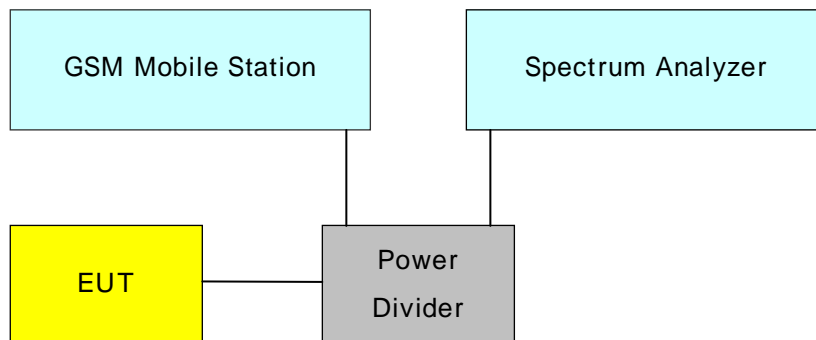 GSM Mobile Station
Spectrum Analyzer
EUT
Power
Divider